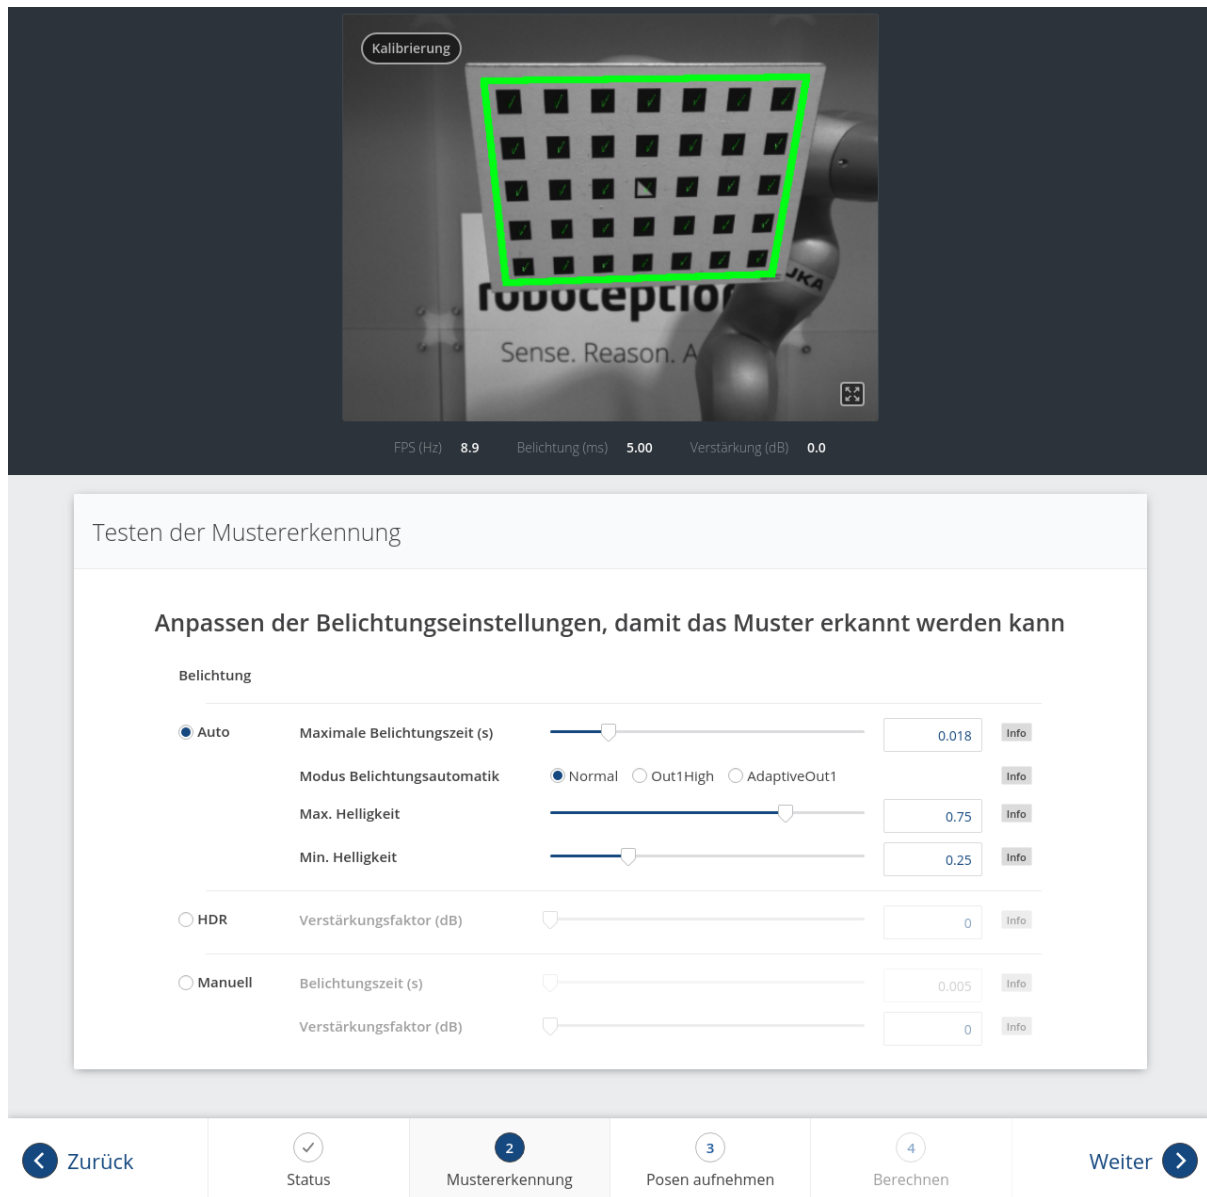 Kalibrierung
roboception
Sense. Reason. A
FPS (Hz) 8.9 Belichtung (ms) 5.00 Verstärkung (dB) 0.0
Testen der Mustererkennung
Anpassen der Belichtungseinstellungen, damit das Muster erkannt werden kann
Belichtung
Auto Maximale Belichtungszeit (s) 0.018 Info
Modus Belichtungsautomatik Normal Out1High AdaptiveOut1 Info
Max. Helligkeit 0.75 Info
Min. Helligkeit 0.25 Info
HDR Verstärkungsfaktor (dB) 0 Info
Manuell Belichtungszeit (s) 0.005 Info
Verstärkungsfaktor (dB) 0 Info
Zurück
Status
2 Mustererkennung
3 Posen aufnehmen
4 Berechnen
Weiter